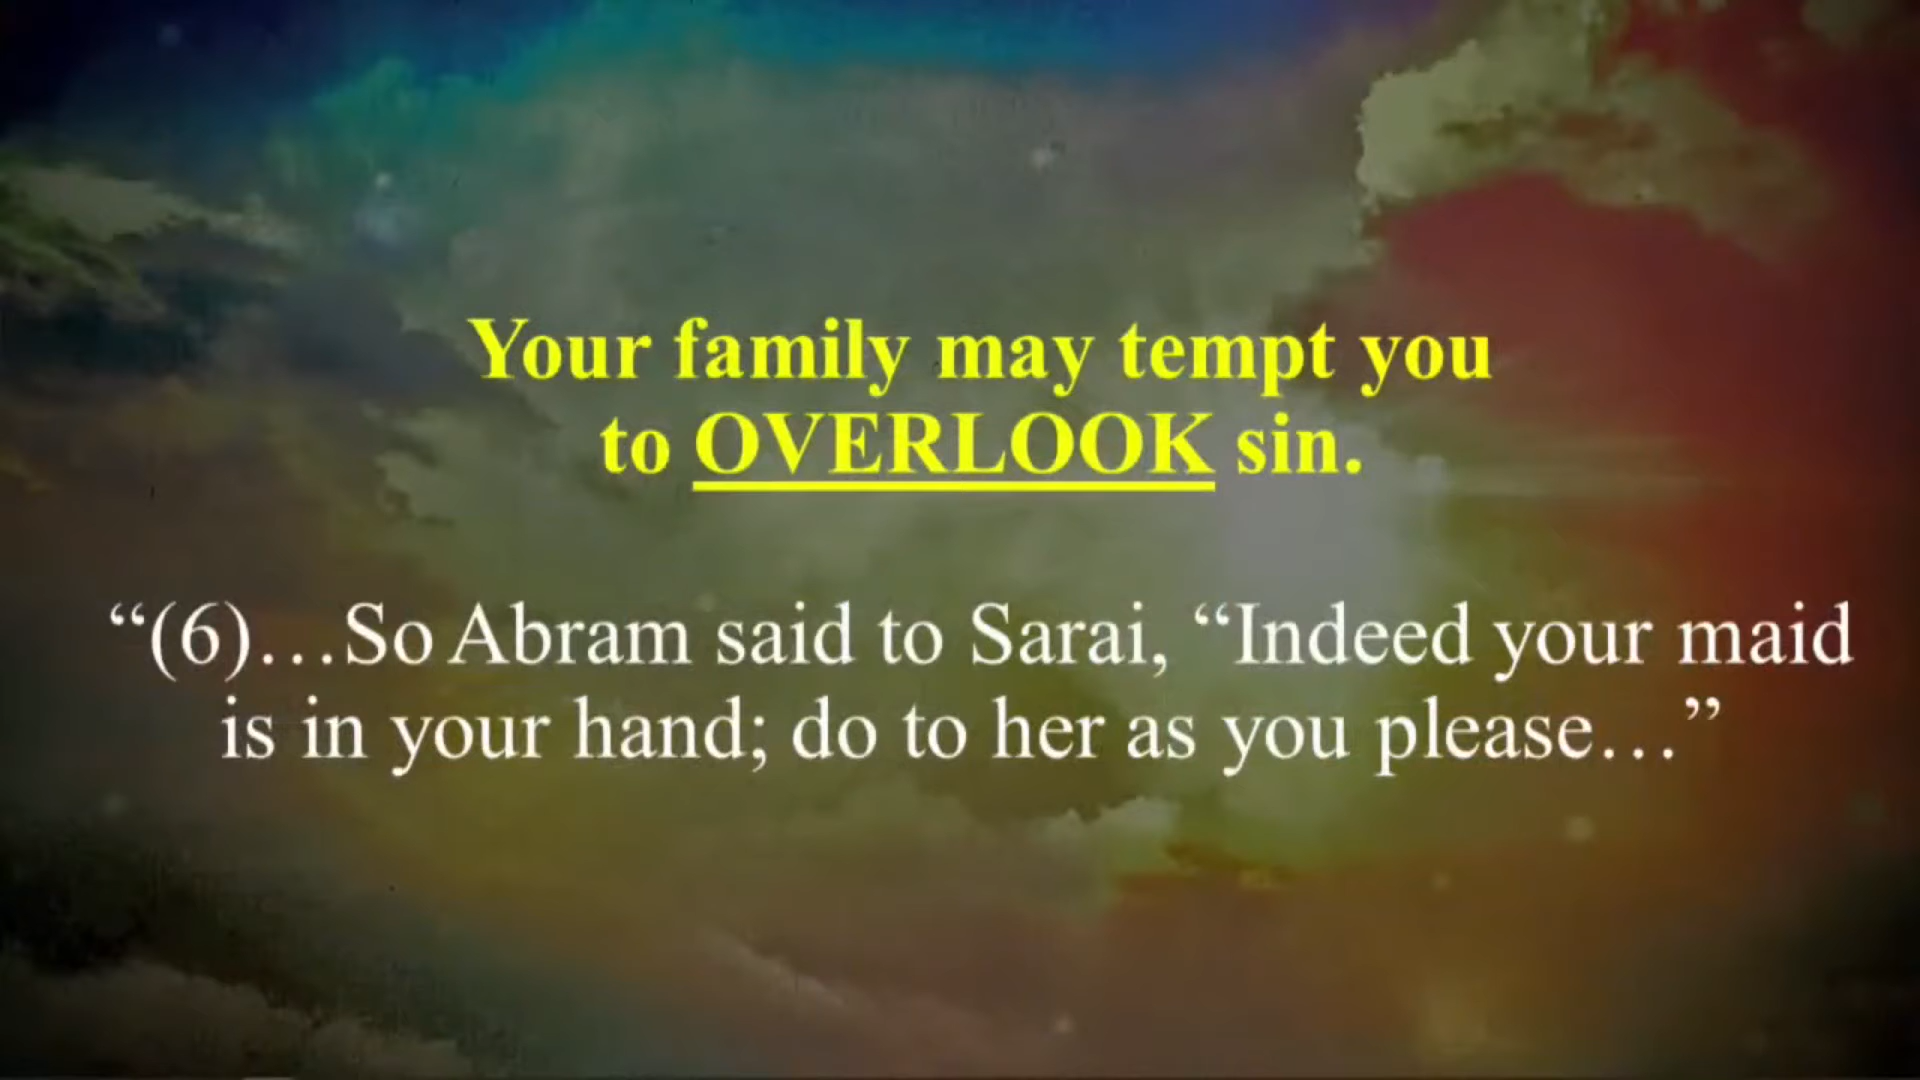 Your family may tempt you
to OVERLOOK sin.
“(6)…So Abram said to Sarai, “Indeed your maid
is in your hand; do to her as you please…”